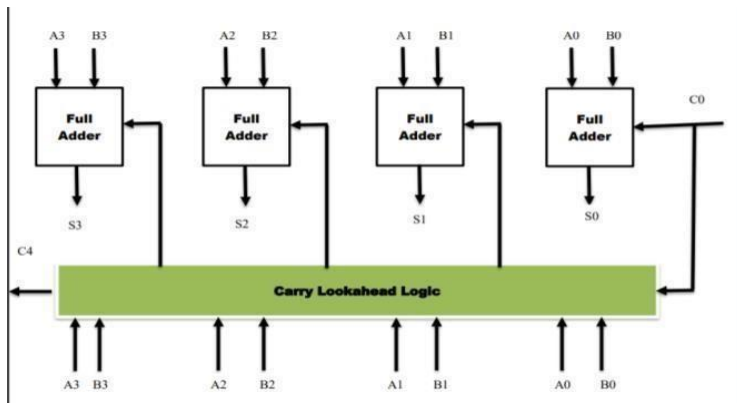 A3 B3 A2 B2 A1 B1 A0 B0
C0
Full Adder
Full Adder
Full Adder
Full Adder
S3 S2 S1 S0
C4
Carry Lookahead Logic
A3 B3 A2 B2 A1 B1 A0 B0